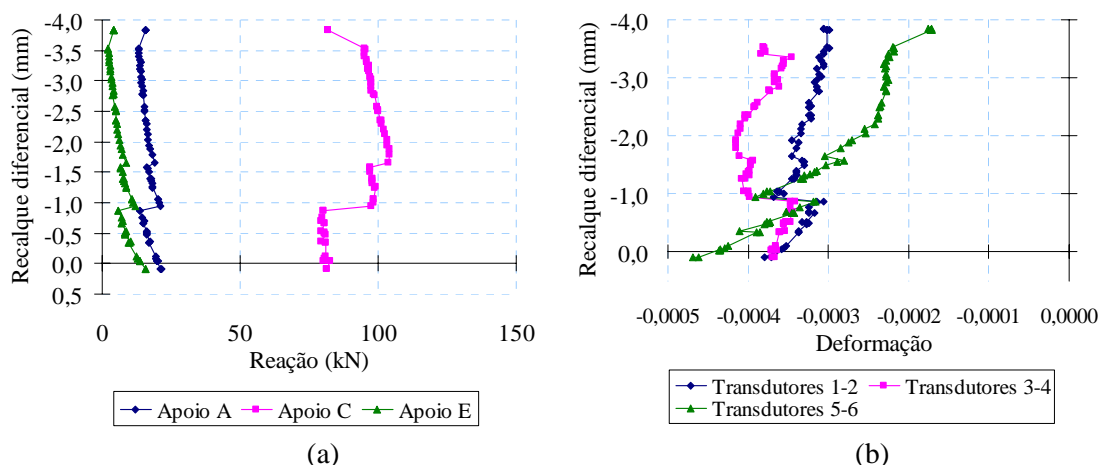 Recalque diferencial (mm)
-4,0
-3,5
-3,0
-2,5
-2,0
-1,5
-1,0
-0,5
0,0
0,5
0
50
100
150
Reação (kN)
Apoio A
Apoio C
Apoio E
(a)
Recalque diferencial (mm)
-4,0
-3,0
-2,0
-1,0
0,0
-0,0005
-0,0004
-0,0003
-0,0002
-0,0001
0,0000
Deformação
Transdutores 1-2
Transdutores 3-4
Transdutores 5-6
(b)